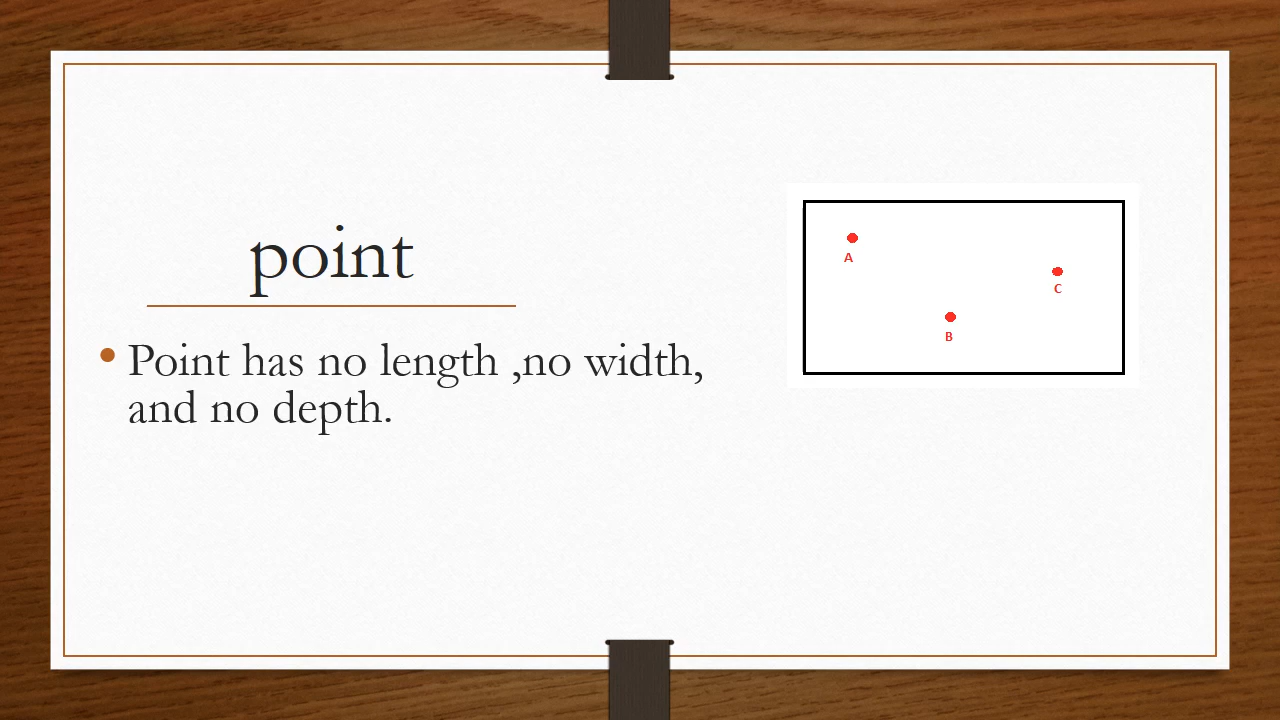 point
• Point has no length ,no width,
and no depth.
A
C
B